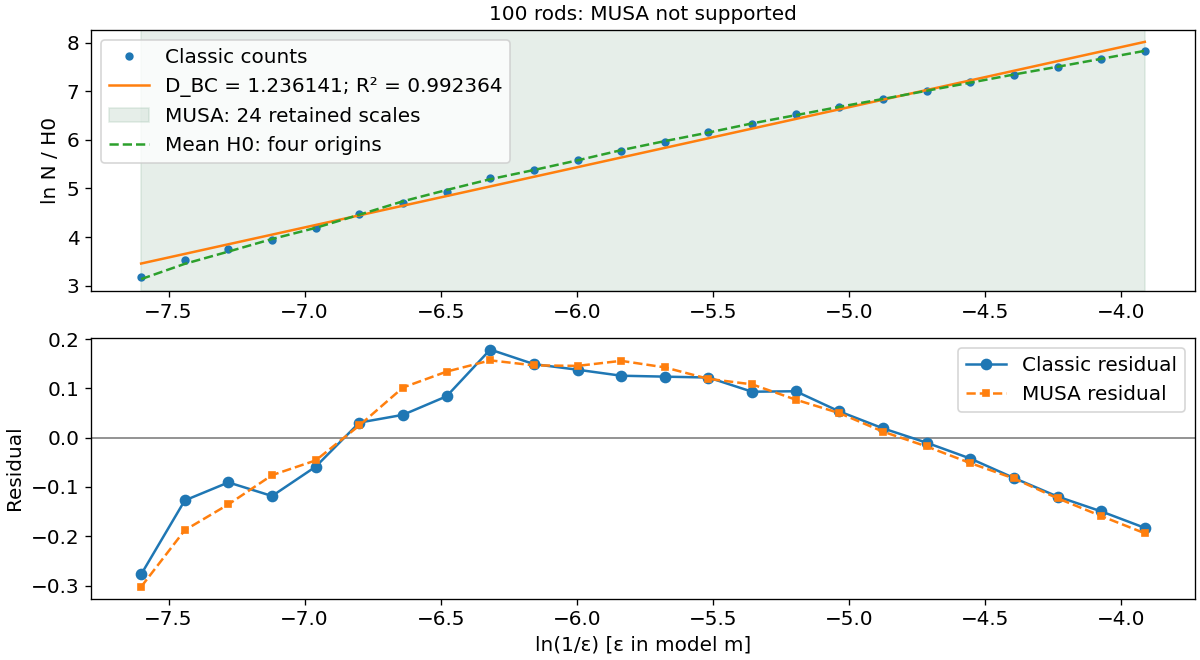 100 rods: MUSA not supported
ln N / H0
8
7
6
5
4
3
Classic counts
D_BC = 1.236141; R² = 0.992364
MUSA: 24 retained scales
Mean H0: four origins
−7.5 −7.0 −6.5 −6.0 −5.5 −5.0 −4.5 −4.0
Residual
0.2
0.1
0.0
−0.1
−0.2
−0.3
Classic residual
MUSA residual
−7.5 −7.0 −6.5 −6.0 −5.5 −5.0 −4.5 −4.0
ln(1/ε) [ε in model m]